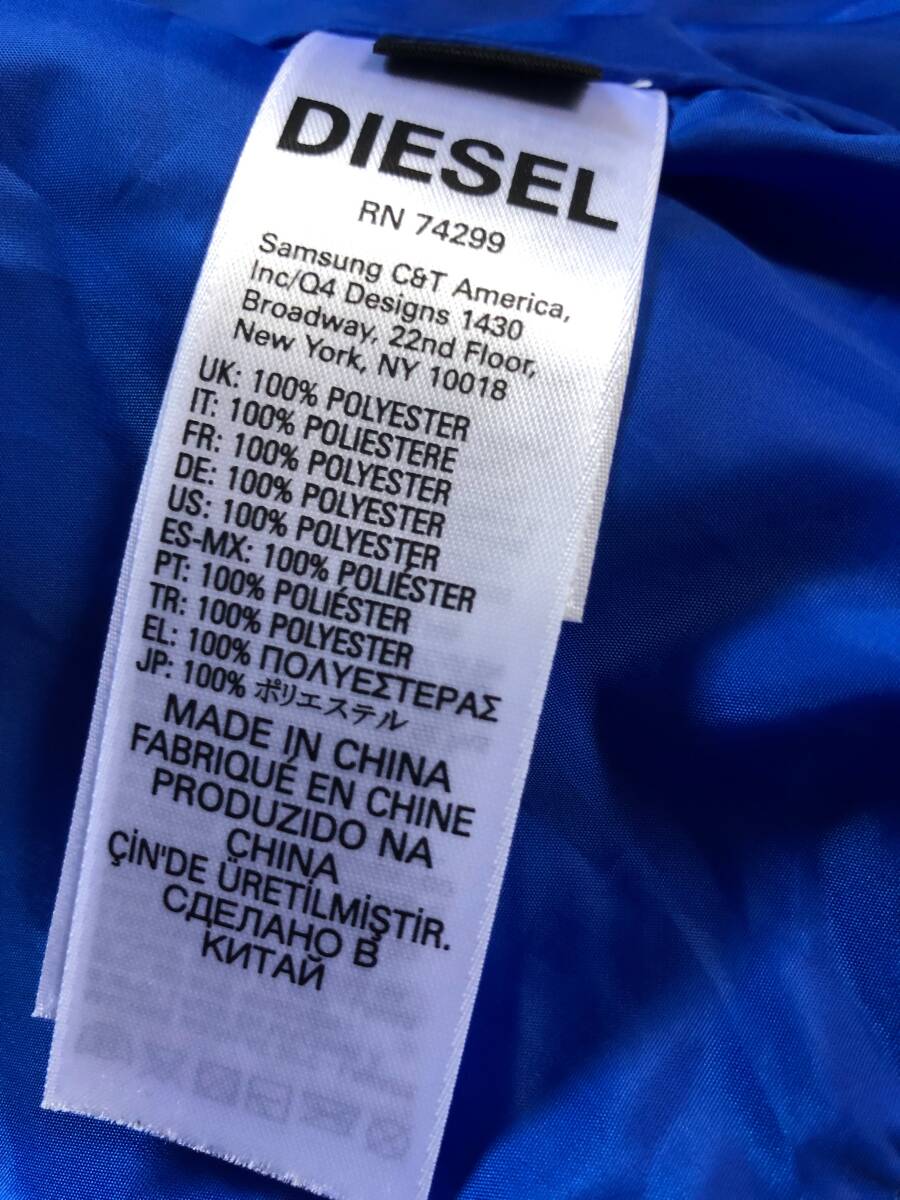 DIESEL
RN 74299
Samsung C&T America,
Inc/Q4 Designs 1430
Broadway, 22nd Floor,
New York, NY 10018
UK: 100% POLYESTER
IT: 100% POLIESTERE
FR: 100% POLYESTER
DE: 100% POLYESTER
US: 100% POLYESTER
ES-MX: 100% POLIÉSTER
PT: 100% POLIÉSTER
TR: 100% POLYESTER
EL: 100% ΠΟΛΥΕΣΤΕΡΑΣ
JP: 100% ポリエステル
MADE IN CHINA
FABRIQUÉ EN CHINE
PRODUZIDO NA
CHINA
ÇİN'DE ÜRETİLMİŞTİR.
СДЕЛАНО В
КИТАЙ